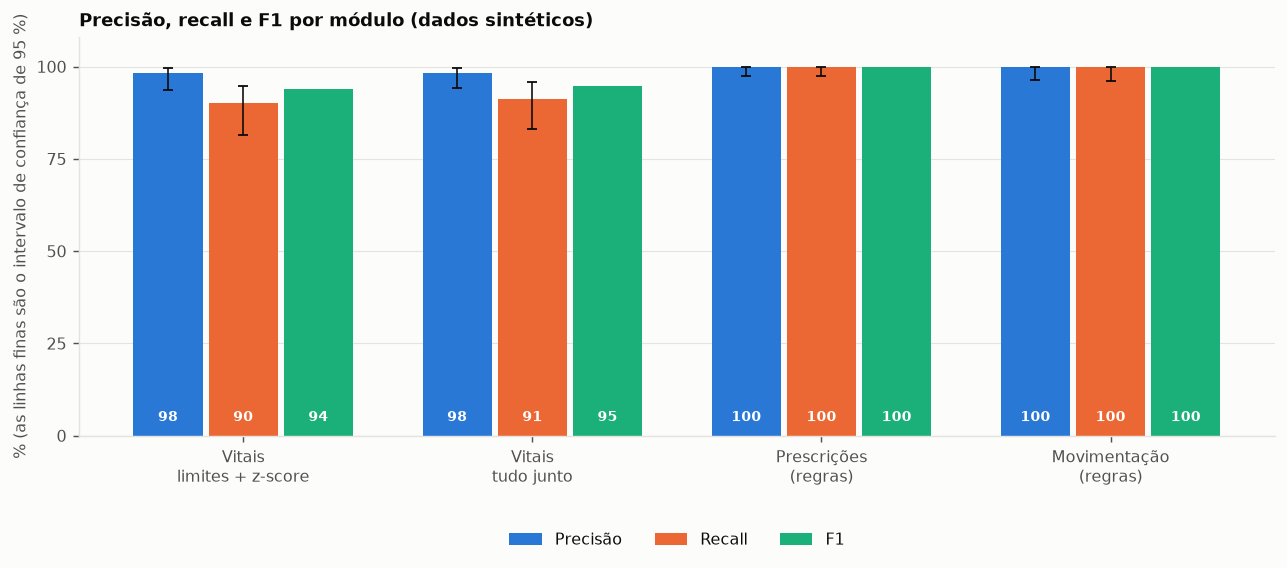 Precisão, recall e F1 por módulo (dados sintéticos)
% (as linhas finas são o intervalo de confiança de 95 %)
100
75
50
25
0
98
90
94
98
91
95
100
100
100
100
100
100
Vitais
limites + z-score
Vitais
tudo junto
Prescrições
(regras)
Movimentação
(regras)
Precisão
Recall
F1